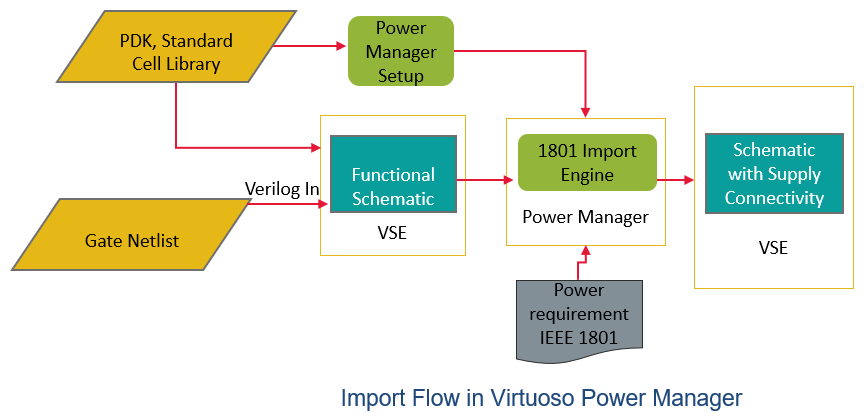 PDK, Standard
Cell Library
Power
Manager
Setup
Functional
Schematic
VSE
Verilog In
Gate Netlist
1801 Import
Engine
Power Manager
Schematic
with Supply
Connectivity
VSE
Power
requirement
IEEE 1801
Import Flow in Virtuoso Power Manager